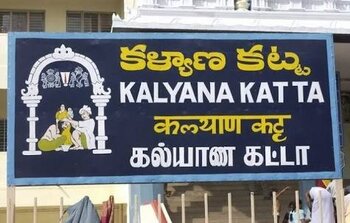 కళ్యాణ కట్ట
KALYANA KATTA
कल्याण कट्ट
கல்யாண கட்டா